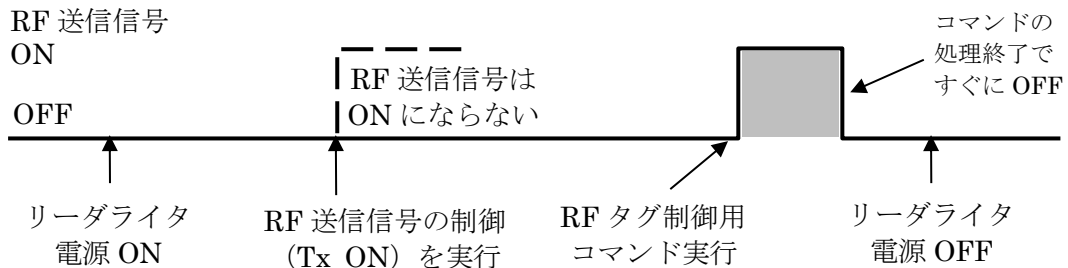 RF 送信信号
ON
OFF
RF 送信信号は
ON にならない
コマンドの
処理終了で
すぐに OFF
リーダライタ
電源 ON
RF 送信信号の制御
（Tx ON）を実行
RF タグ制御用
コマンド実行
リーダライタ
電源 OFF